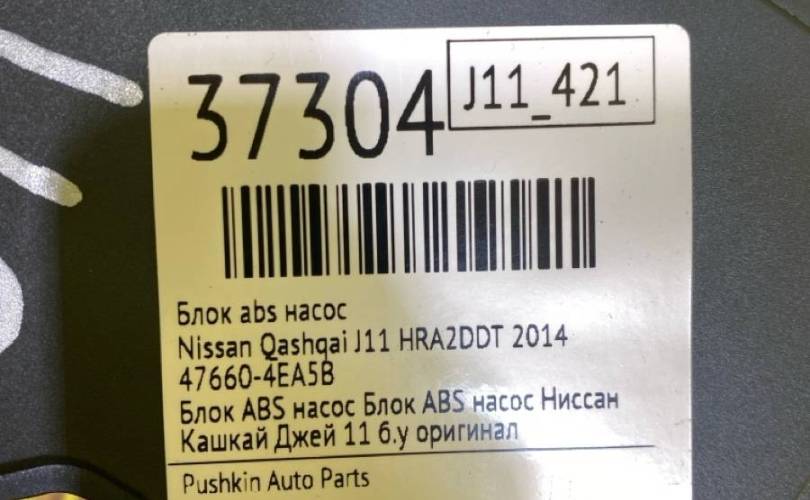 37304
J11_421
Блок abs насос
Nissan Qashqai J11 HRA2DDT 2014
47660-4EA5B
Блок ABS насос Блок ABS насос Ниссан
Кашкай Джей 11 б.у оригинал
Pushkin Auto Parts